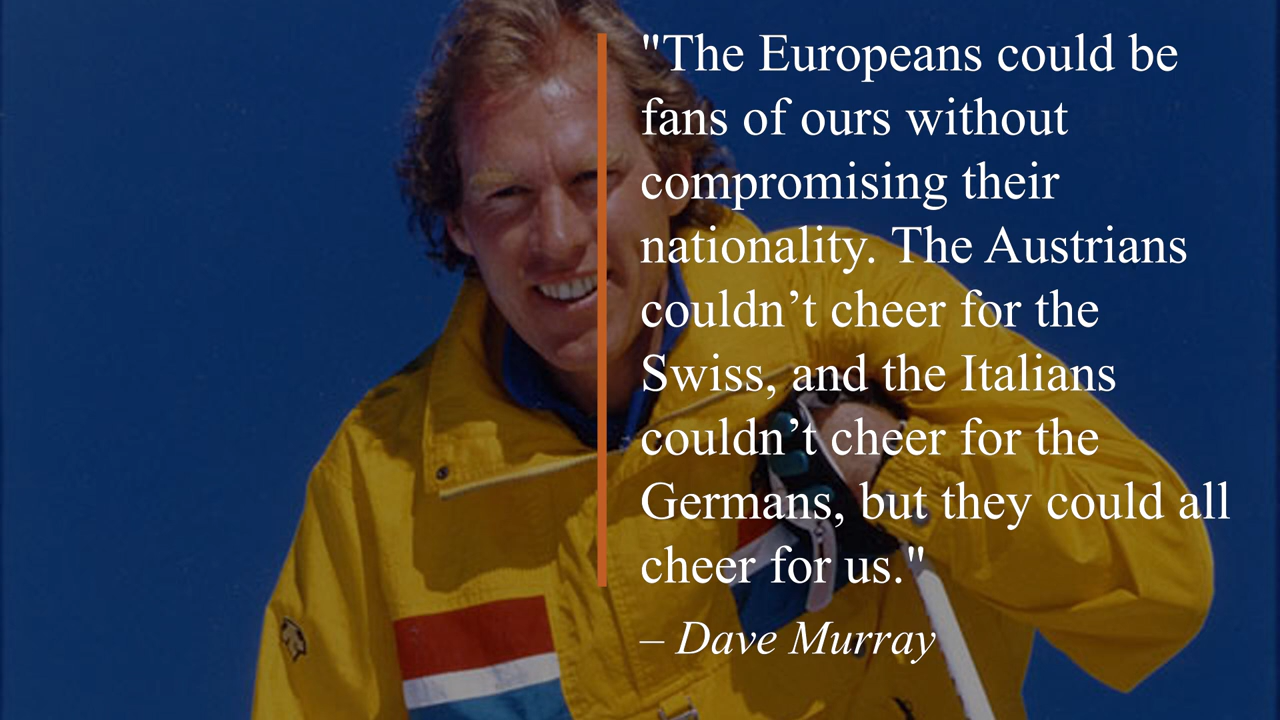 "The Europeans could be
fans of ours without
compromising their
nationality. The Austrians
couldn’t cheer for the
Swiss, and the Italians
couldn’t cheer for the
Germans, but they could all
cheer for us."
– Dave Murray